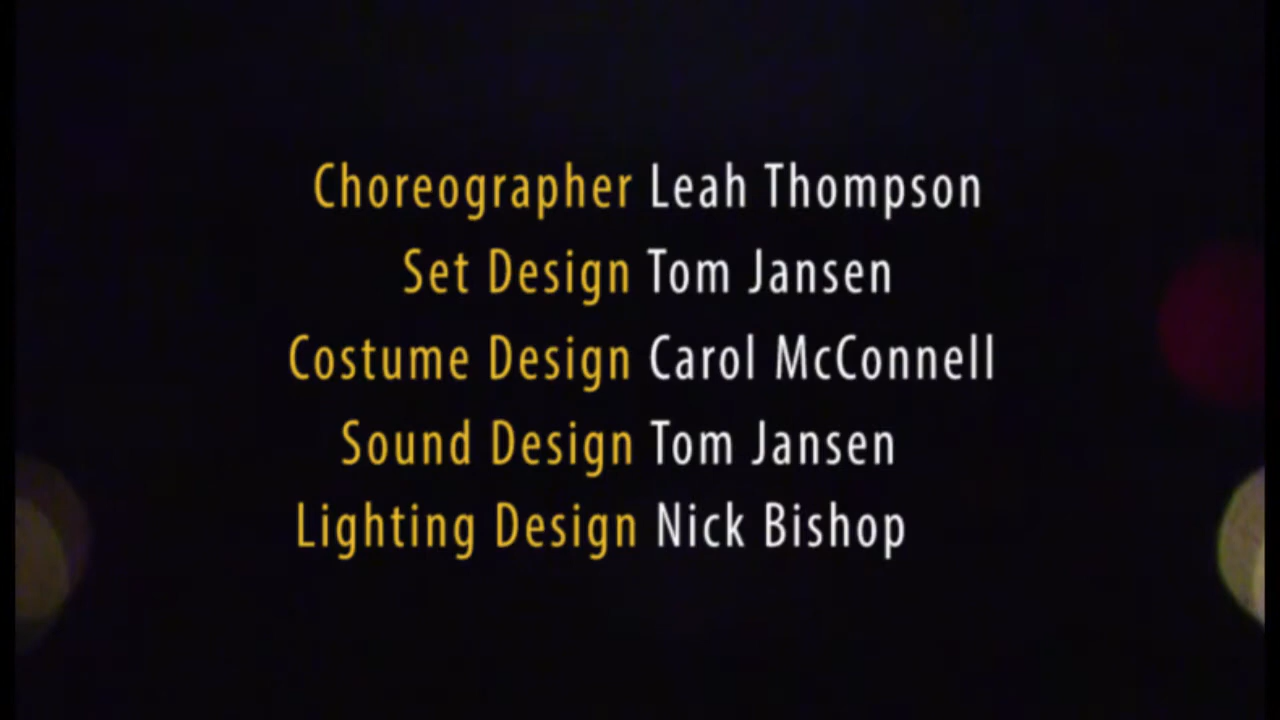 Choreographer Leah Thompson
Set Design Tom Jansen
Costume Design Carol McConnell
Sound Design Tom Jansen
Lighting Design Nick Bishop